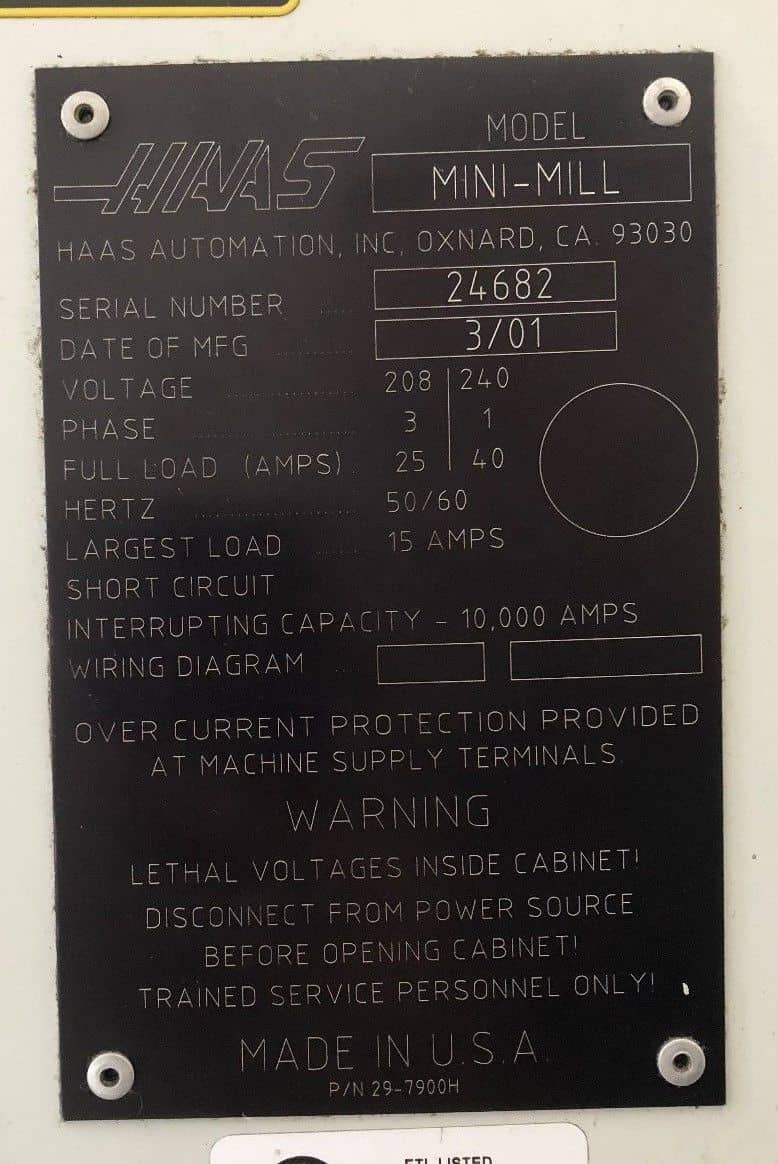 MODEL
HAAS MINI-MILL
HAAS AUTOMATION, INC. OXNARD, CA. 93030
SERIAL NUMBER ..... 24682
DATE OF MFG .......... 3/01
VOLTAGE ................ 208 | 240
PHASE .................... 3 | 1
FULL LOAD (AMPS) . 25 | 40
HERTZ .................... 50/60
LARGEST LOAD ...... 15 AMPS
SHORT CIRCUIT
INTERRUPTING CAPACITY - 10,000 AMPS
WIRING DIAGRAM ...
OVER CURRENT PROTECTION PROVIDED
AT MACHINE SUPPLY TERMINALS.
WARNING
LETHAL VOLTAGES INSIDE CABINET!
DISCONNECT FROM POWER SOURCE
BEFORE OPENING CABINET!
TRAINED SERVICE PERSONNEL ONLY!
MADE IN U.S.A.
P/N 29-7900H
ETL LISTED